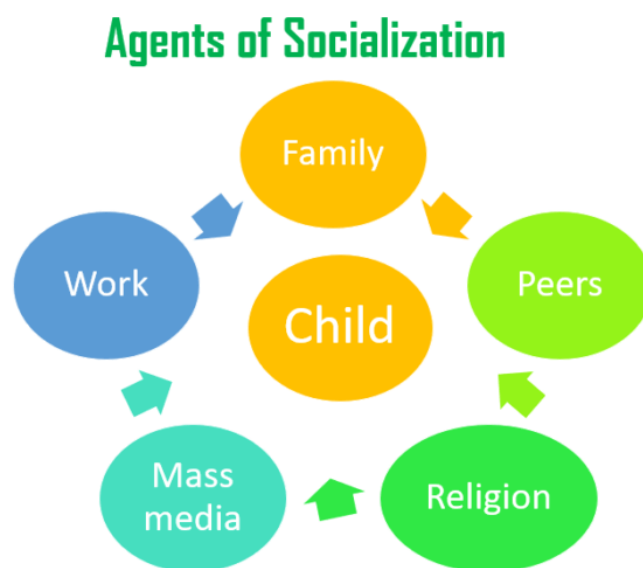 Agents of Socialization
Family
Work
Peers
Child
Mass
media
Religion